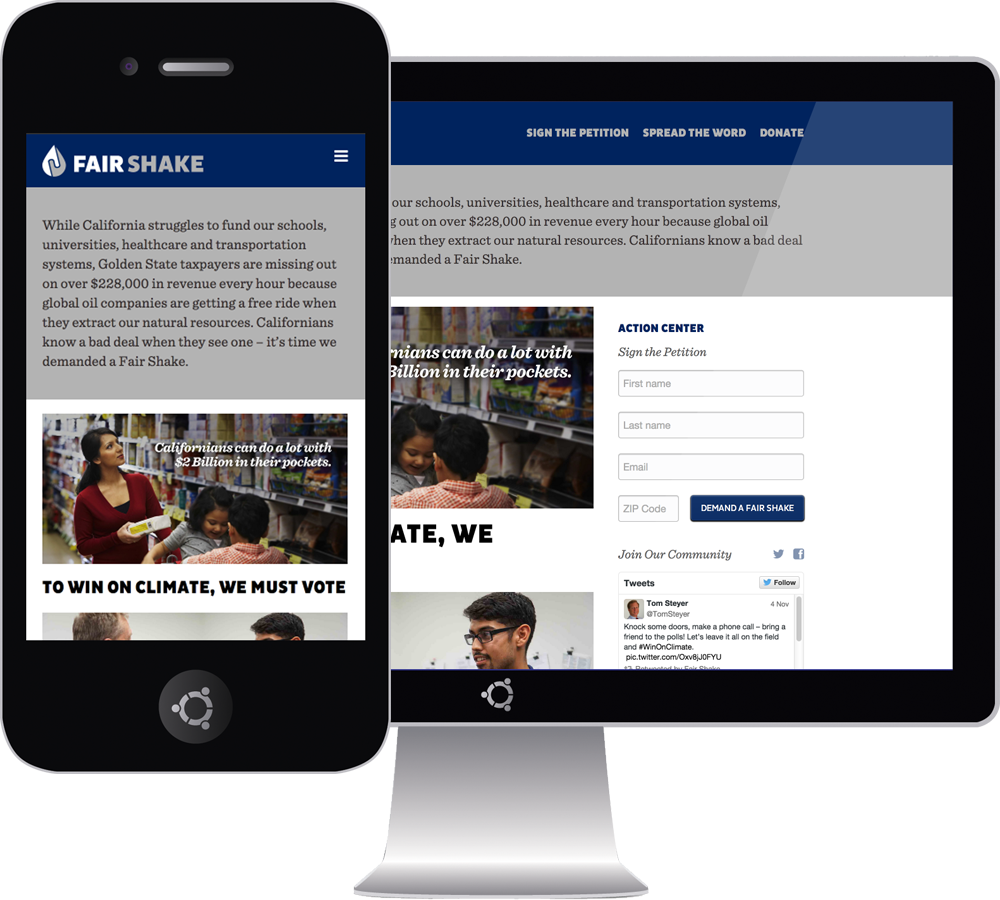 FAIR SHAKE
While California struggles to fund our schools,
universities, healthcare and transportation
systems, Golden State taxpayers are missing out
on over $228,000 in revenue every hour because
global oil companies are getting a free ride when
they extract our natural resources. Californians
know a bad deal when they see one – it's time we
demanded a Fair Shake.
Californians can do a lot with
$2 Billion in their pockets.
TO WIN ON CLIMATE, WE MUST VOTE
SIGN THE PETITION SPREAD THE WORD DONATE
our schools, universities, healthcare and transportation systems,
g out on over $228,000 in revenue every hour because global oil
when they extract our natural resources. Californians know a bad deal
emanded a Fair Shake.
rnians can do a lot with
Billion in their pockets.
ATE, WE
ACTION CENTER
Sign the Petition
First name
Last name
Email
ZIP Code DEMAND A FAIR SHAKE
Join Our Community
Tweets Follow
Tom Steyer 4 Nov
@TomSteyer
Knock some doors, make a phone call – bring a
friend to the polls! Let's leave it all on the field
and #WinOnClimate.
pic.twitter.com/Oxv8jJ0FYU
Retweeted by Fair Shake